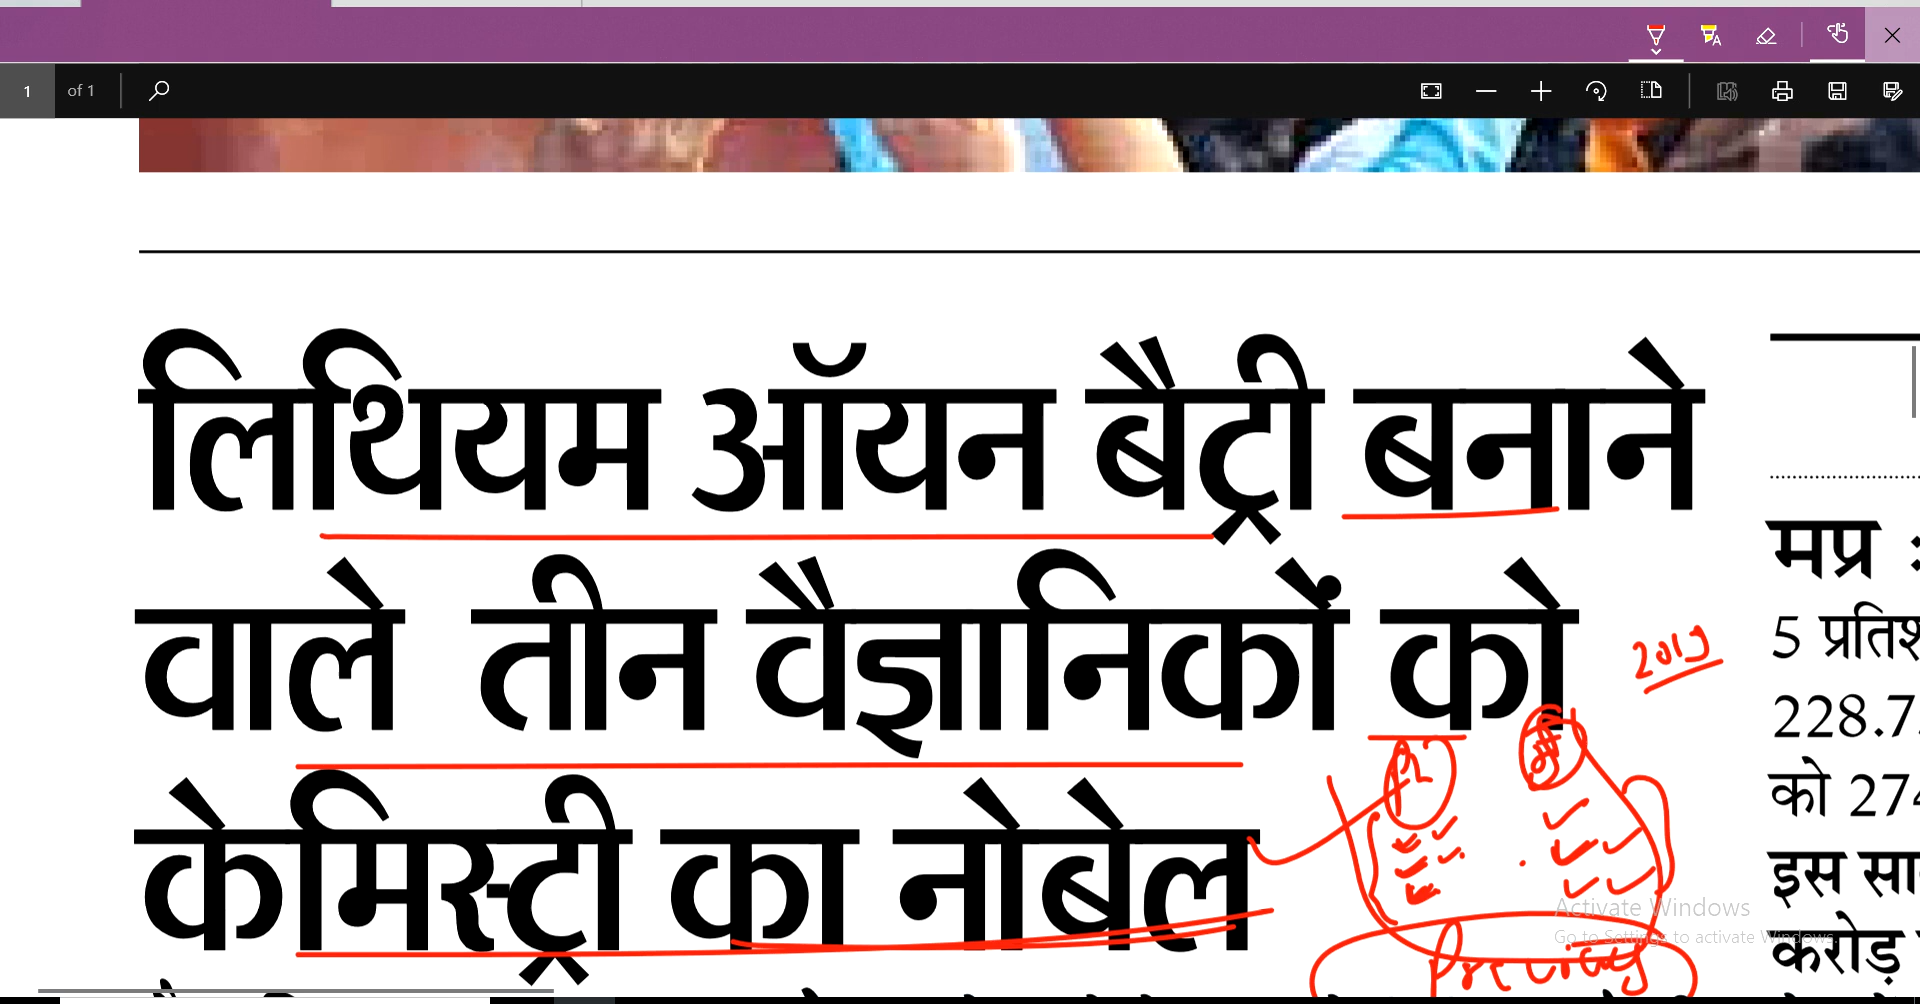 1 of 1
लिथियम ऑयन बैट्री बनाने
वाले तीन वैज्ञानिकों को
केमिस्ट्री का नोबेल
2019
मप्र :
5 प्रतिश
228.7
को 274
इस सा
करोड़
Activate Windows
Go to Settings to activate Windows.